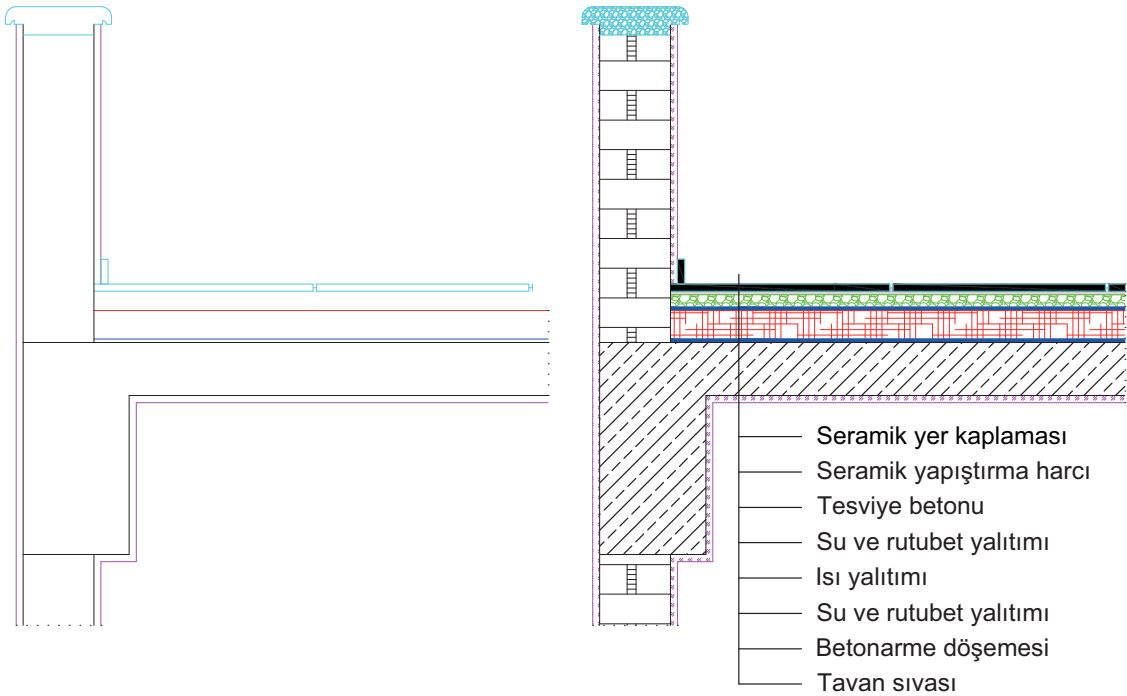 Seramik yer kaplaması
Seramik yapıştırma harcı
Tesviye betonu
Su ve rutubet yalıtımı
Isı yalıtımı
Su ve rutubet yalıtımı
Betonarme döşemesi
Tavan sıvası